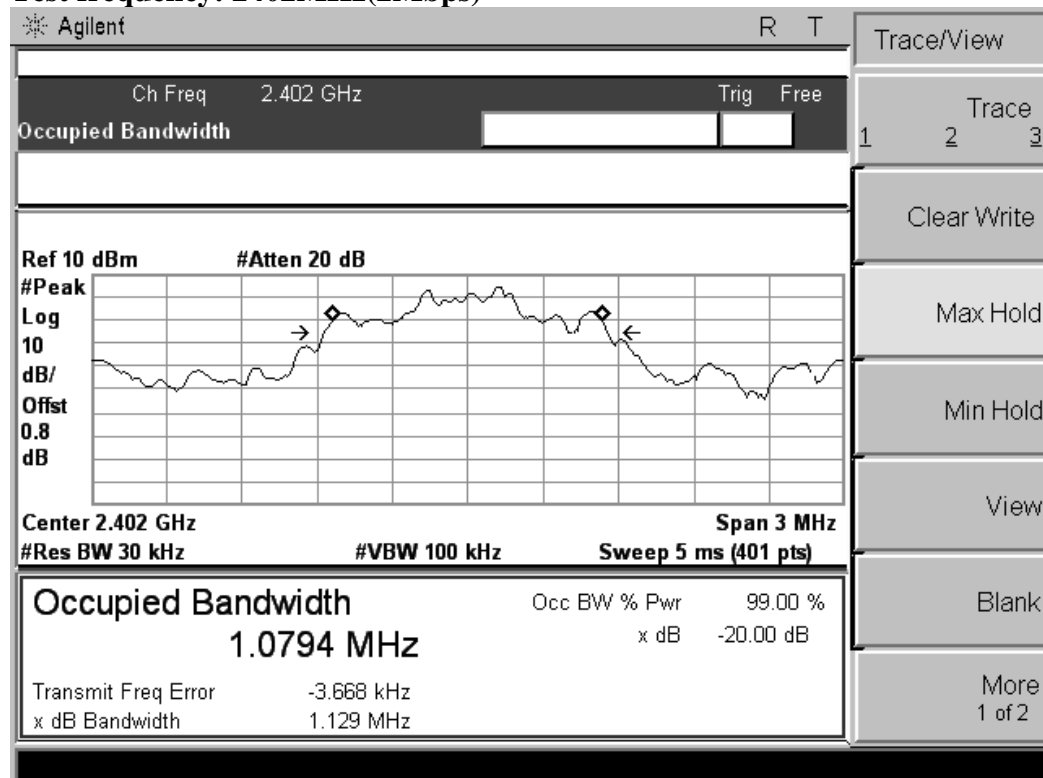 Test frequency: 2402MHz(2Mbps)
Agilent R T
Trace/View
Ch Freq 2.402 GHz Trig Free
Occupied Bandwidth
Trace
1 2 3
Clear Write
Ref 10 dBm #Atten 20 dB
#Peak
Log
10
dB/
Offst
0.8
dB
Max Hold
Min Hold
View
Center 2.402 GHz Span 3 MHz
#Res BW 30 kHz #VBW 100 kHz Sweep 5 ms (401 pts)
Occupied Bandwidth
1.0794 MHz
Occ BW % Pwr 99.00 %
x dB -20.00 dB
Transmit Freq Error -3.668 kHz
x dB Bandwidth 1.129 MHz
Blank
More
1 of 2